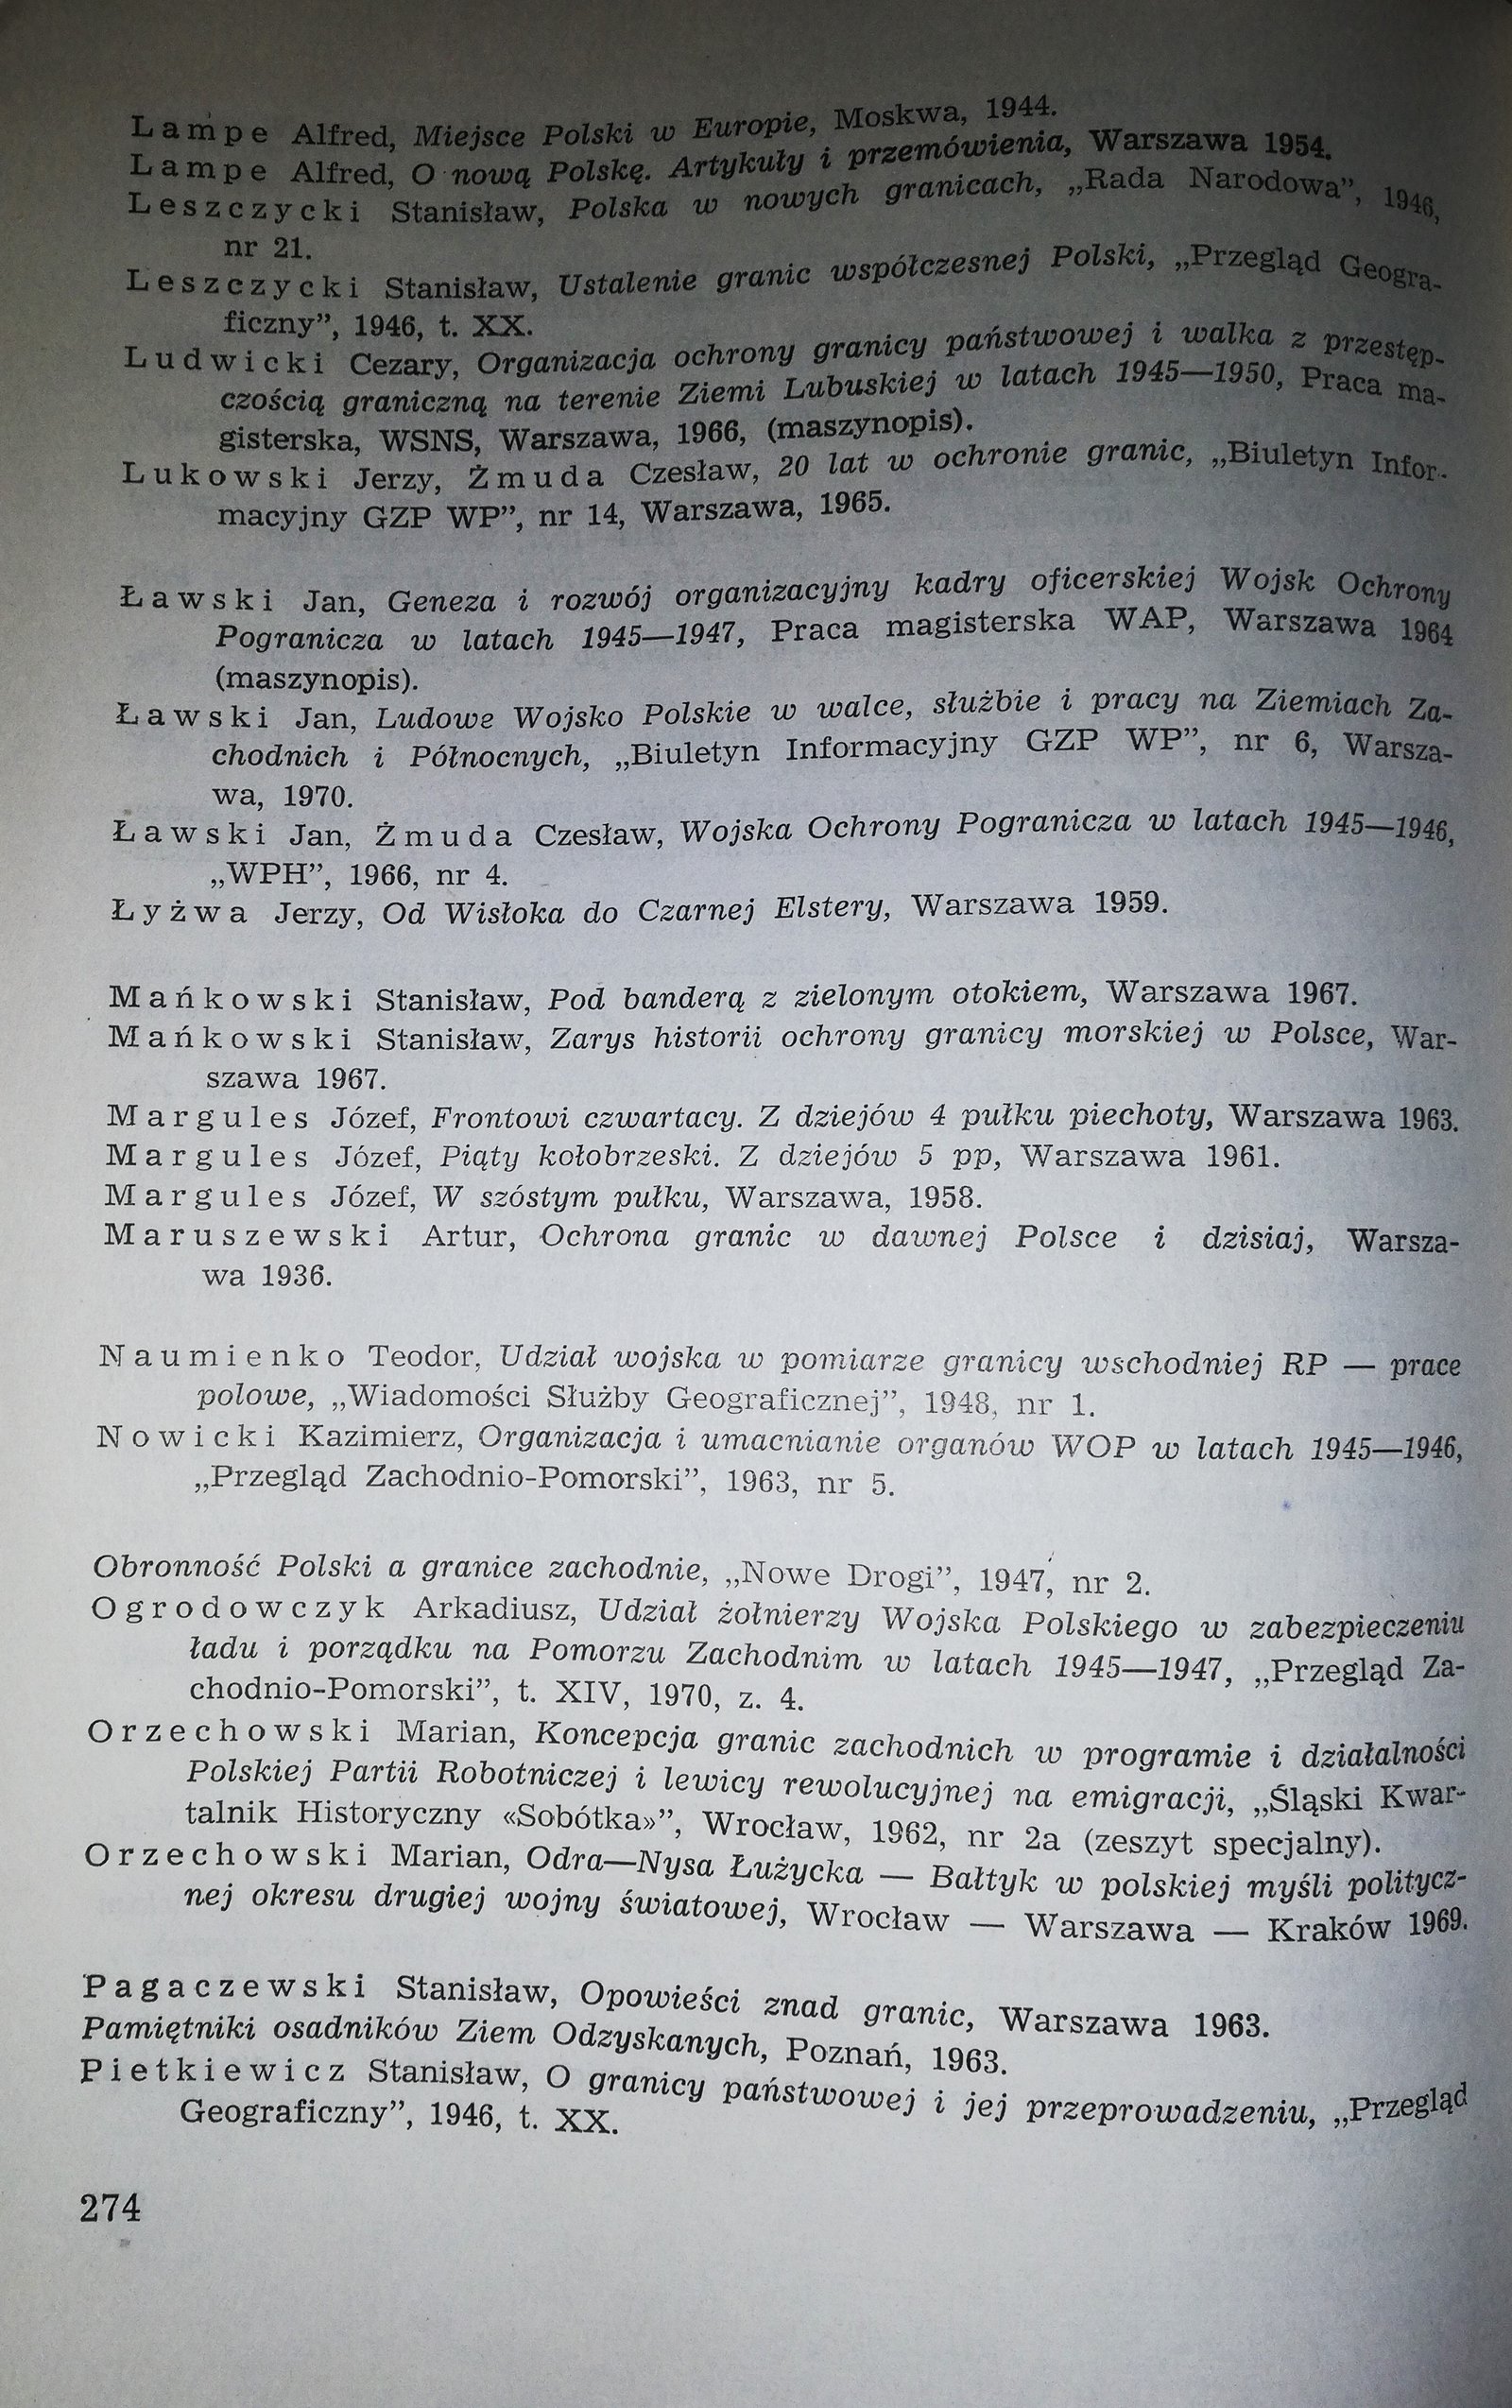 Lampe Alfred, Miejsce Polski w Europie, Moskwa, 1944.
Lampe Alfred, O nową Polskę. Artykuły i przemówienia, Warszawa 1954.
Leszczycki Stanisław, Polska w nowych granicach, „Rada Narodowa”, 1946,
nr 21.
Leszczycki Stanisław, Ustalenie granic współczesnej Polski, „Przegląd Geogra-
ficzny”, 1946, t. XX.
Ludwicki Cezary, Organizacja ochrony granicy państwowej i walka z przestęp-
czością graniczną na terenie Ziemi Lubuskiej w latach 1945—1950, Praca ma-
gisterska, WSNS, Warszawa, 1966, (maszynopis).
Lukowski Jerzy, Żmuda Czesław, 20 lat w ochronie granic, „Biuletyn Infor-
macyjny GZP WP”, nr 14, Warszawa, 1965.
Ławski Jan, Geneza i rozwój organizacyjny kadry oficerskiej Wojsk Ochrony
Pogranicza w latach 1945—1947, Praca magisterska WAP, Warszawa 1964
(maszynopis).
Ławski Jan, Ludowe Wojsko Polskie w walce, służbie i pracy na Ziemiach Za-
chodnich i Północnych, „Biuletyn Informacyjny GZP WP”, nr 6, Warsza-
wa, 1970.
Ławski Jan, Żmuda Czesław, Wojska Ochrony Pogranicza w latach 1945—1946,
„WPH”, 1966, nr 4.
Łyżwa Jerzy, Od Wisłoka do Czarnej Elstery, Warszawa 1959.
Mańkowski Stanisław, Pod banderą z zielonym otokiem, Warszawa 1967.
Mańkowski Stanisław, Zarys historii ochrony granicy morskiej w Polsce, War-
szawa 1967.
Margules Józef, Frontowi czwartacy. Z dziejów 4 pułku piechoty, Warszawa 1963.
Margules Józef, Piąty kołobrzeski. Z dziejów 5 pp, Warszawa 1961.
Margules Józef, W szóstym pułku, Warszawa, 1958.
Maruszewski Artur, Ochrona granic w dawnej Polsce i dzisiaj, Warsza-
wa 1936.
Naumienko Teodor, Udział wojska w pomiarze granicy wschodniej RP — prace
polowe, „Wiadomości Służby Geograficznej”, 1948, nr 1.
Nowicki Kazimierz, Organizacja i umacnianie organów WOP w latach 1945—1946,
„Przegląd Zachodnio-Pomorski”, 1963, nr 5.
Obronność Polski a granice zachodnie, „Nowe Drogi”, 1947, nr 2.
Ogrodowczyk Arkadiusz, Udział żołnierzy Wojska Polskiego w zabezpieczeniu
ładu i porządku na Pomorzu Zachodnim w latach 1945—1947, „Przegląd Za-
chodnio-Pomorski”, t. XIV, 1970, z. 4.
Orzechowski Marian, Koncepcja granic zachodnich w programie i działalności
Polskiej Partii Robotniczej i lewicy rewolucyjnej na emigracji, „Śląski Kwar-
talnik Historyczny «Sobótka»”, Wrocław, 1962, nr 2a (zeszyt specjalny).
Orzechowski Marian, Odra—Nysa Łużycka — Bałtyk w polskiej myśli politycz-
nej okresu drugiej wojny światowej, Wrocław — Warszawa — Kraków 1969.
Pagaczewski Stanisław, Opowieści znad granic, Warszawa 1963.
Pamiętniki osadników Ziem Odzyskanych, Poznań, 1963.
Pietkiewicz Stanisław, O granicy państwowej i jej przeprowadzeniu, „Przegląd
Geograficzny”, 1946, t. XX.
274